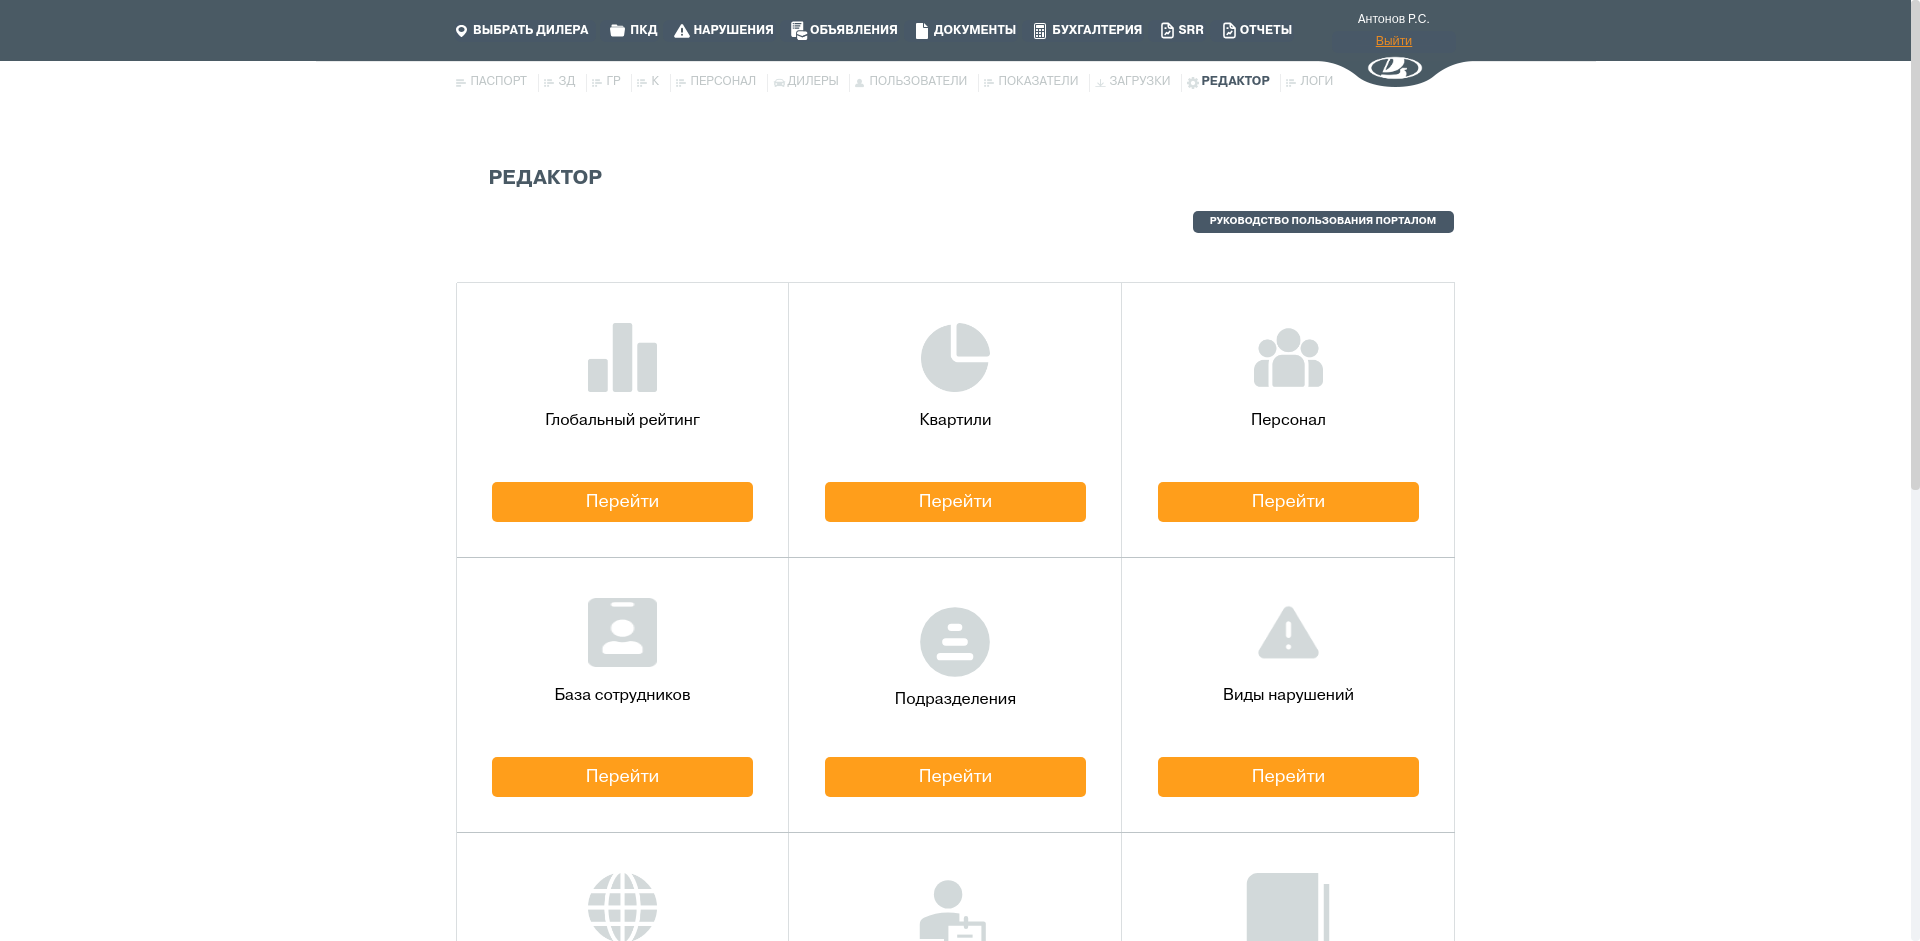 ВЫБРАТЬ ДИЛЕРА ПКД НАРУШЕНИЯ ОБЪЯВЛЕНИЯ ДОКУМЕНТЫ БУХГАЛТЕРИЯ SRR ОТЧЕТЫ
Антонов Р.С.
Выйти
ПАСПОРТ ЗД ГР К ПЕРСОНАЛ ДИЛЕРЫ ПОЛЬЗОВАТЕЛИ ПОКАЗАТЕЛИ ЗАГРУЗКИ РЕДАКТОР ЛОГИ
РЕДАКТОР
РУКОВОДСТВО ПОЛЬЗОВАНИЯ ПОРТАЛОМ
Глобальный рейтинг
Перейти
Квартили
Перейти
Персонал
Перейти
База сотрудников
Перейти
Подразделения
Перейти
Виды нарушений
Перейти